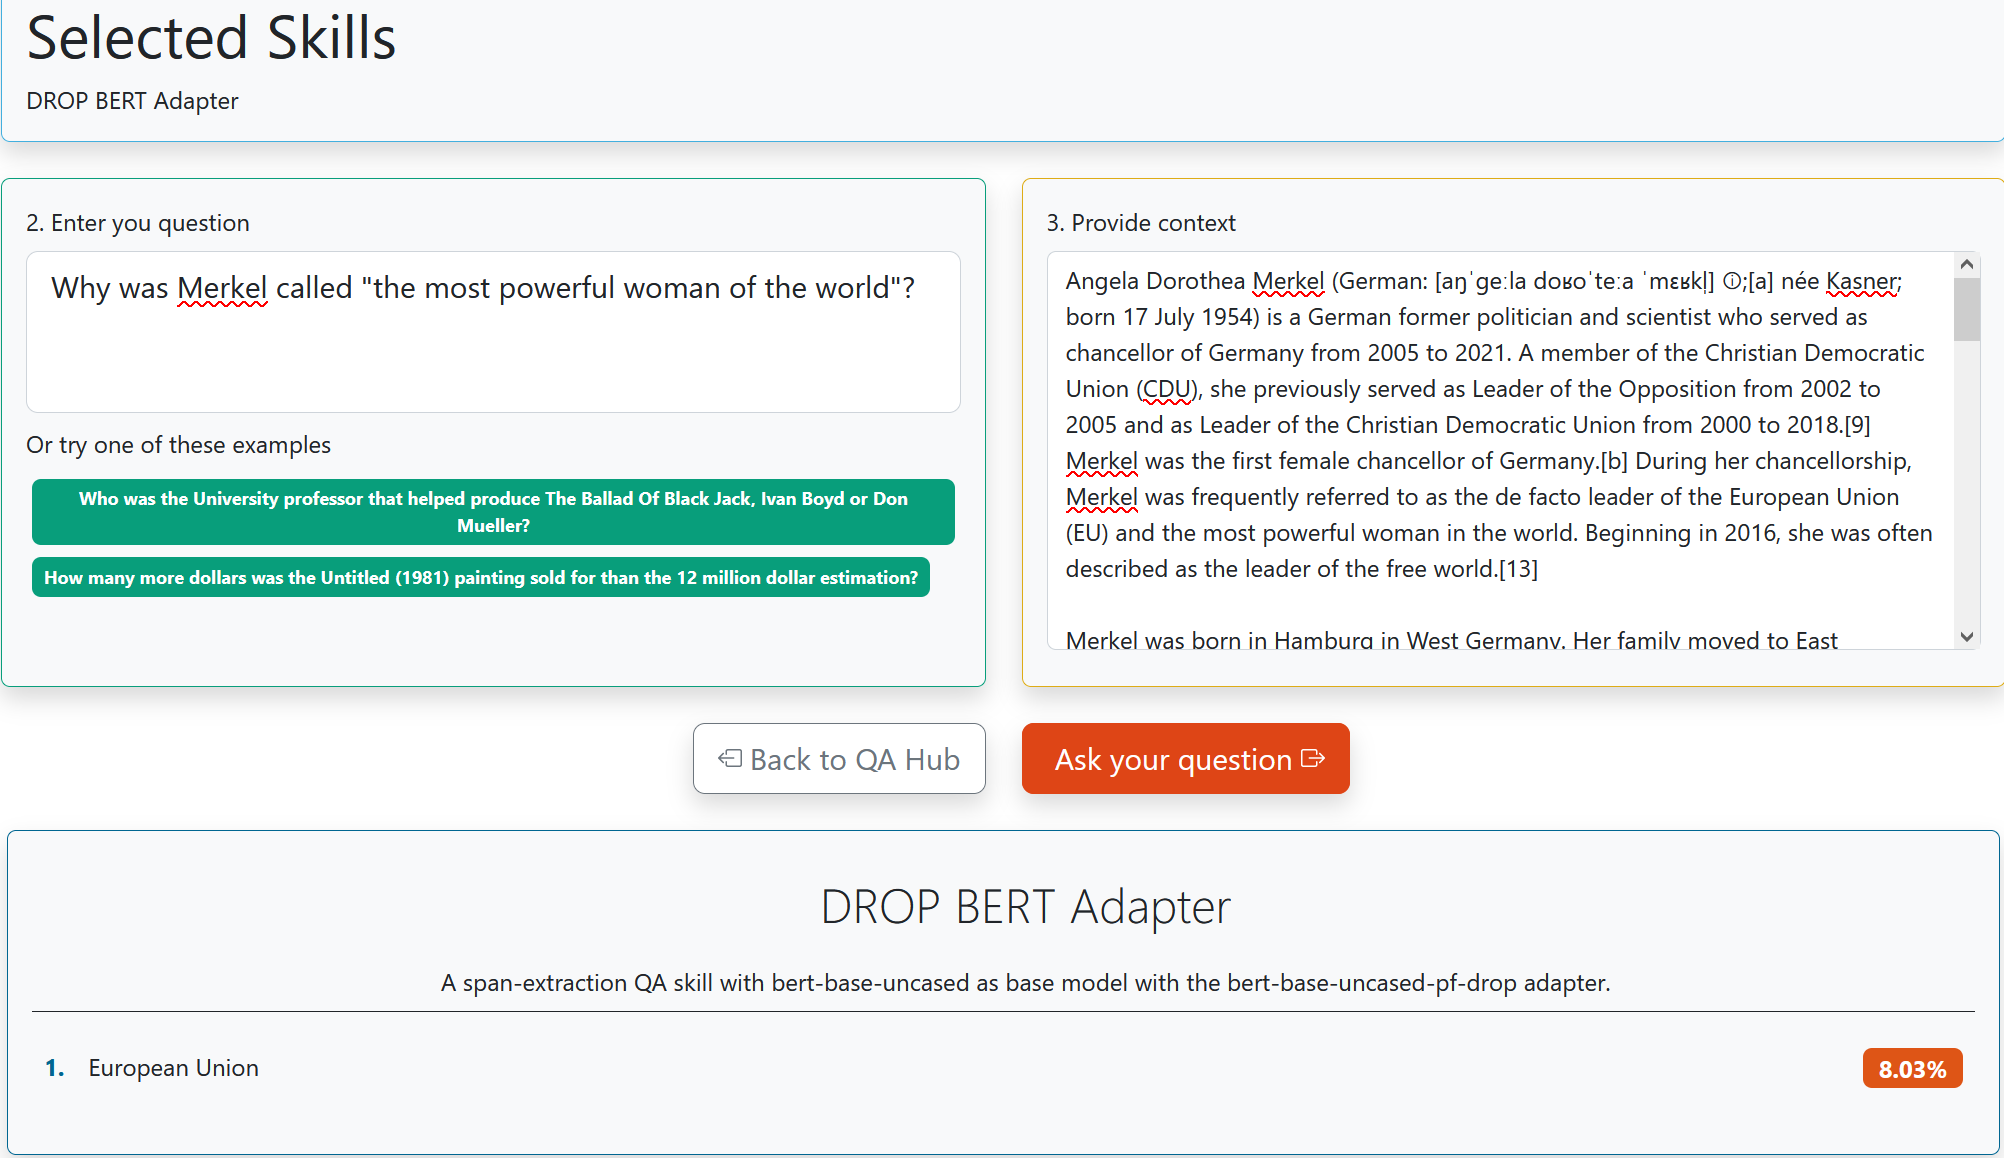 Selected Skills
DROP BERT Adapter
2. Enter you question
Why was Merkel called "the most powerful woman of the world"?
Or try one of these examples
Who was the University professor that helped produce The Ballad Of Black Jack, Ivan Boyd or Don
Mueller?
How many more dollars was the Untitled (1981) painting sold for than the 12 million dollar estimation?
3. Provide context
Angela Dorothea Merkel (German: [aŋˈɡeːla doʁoˈteːa ˈmɛʁkl̩] ⓘ;[a] née Kasner;
born 17 July 1954) is a German former politician and scientist who served as
chancellor of Germany from 2005 to 2021. A member of the Christian Democratic
Union (CDU), she previously served as Leader of the Opposition from 2002 to
2005 and as Leader of the Christian Democratic Union from 2000 to 2018.[9]
Merkel was the first female chancellor of Germany.[b] During her chancellorship,
Merkel was frequently referred to as the de facto leader of the European Union
(EU) and the most powerful woman in the world. Beginning in 2016, she was often
described as the leader of the free world.[13]
Merkel was born in Hamburg in West Germany. Her family moved to East
Back to QA Hub
Ask your question
DROP BERT Adapter
A span-extraction QA skill with bert-base-uncased as base model with the bert-base-uncased-pf-drop adapter.
1. European Union
8.03%